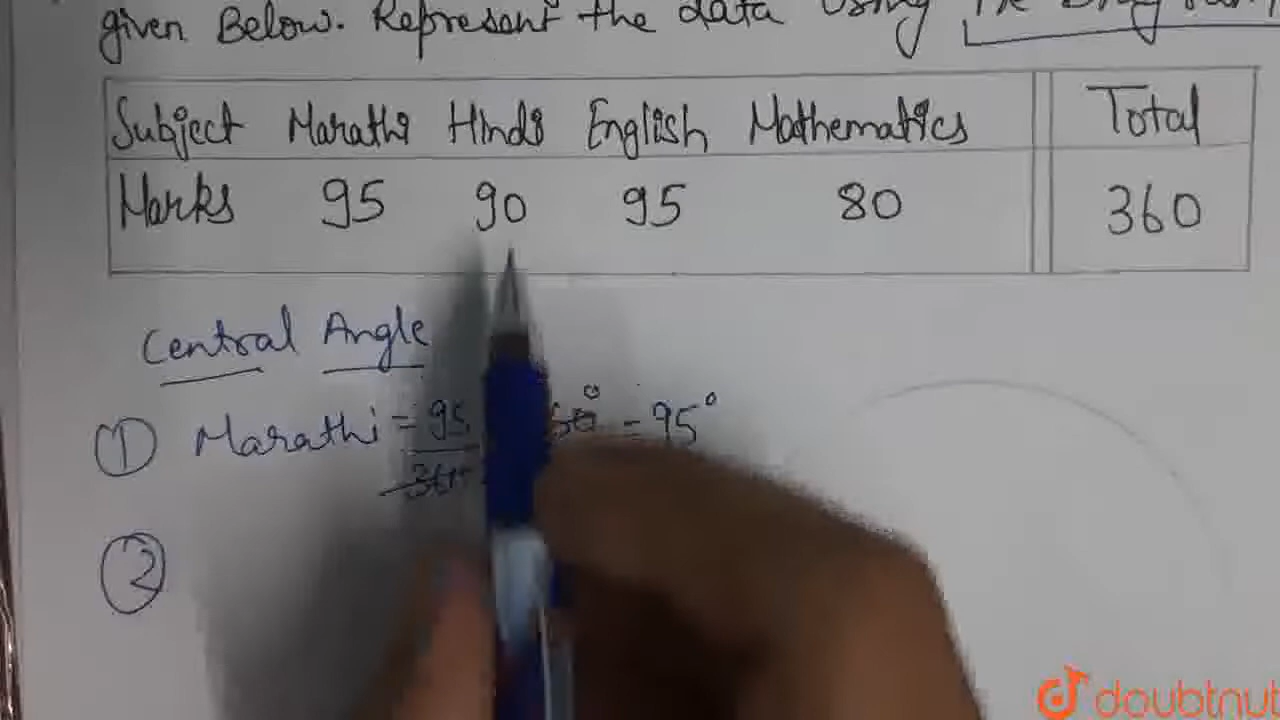 given Below. Represent the data Using
Subject Marathi Hindi English Mathematics Total
Marks 95 90 95 80 360
Central Angle
① Marathi = 95 = 95°
360
②
doubtnut